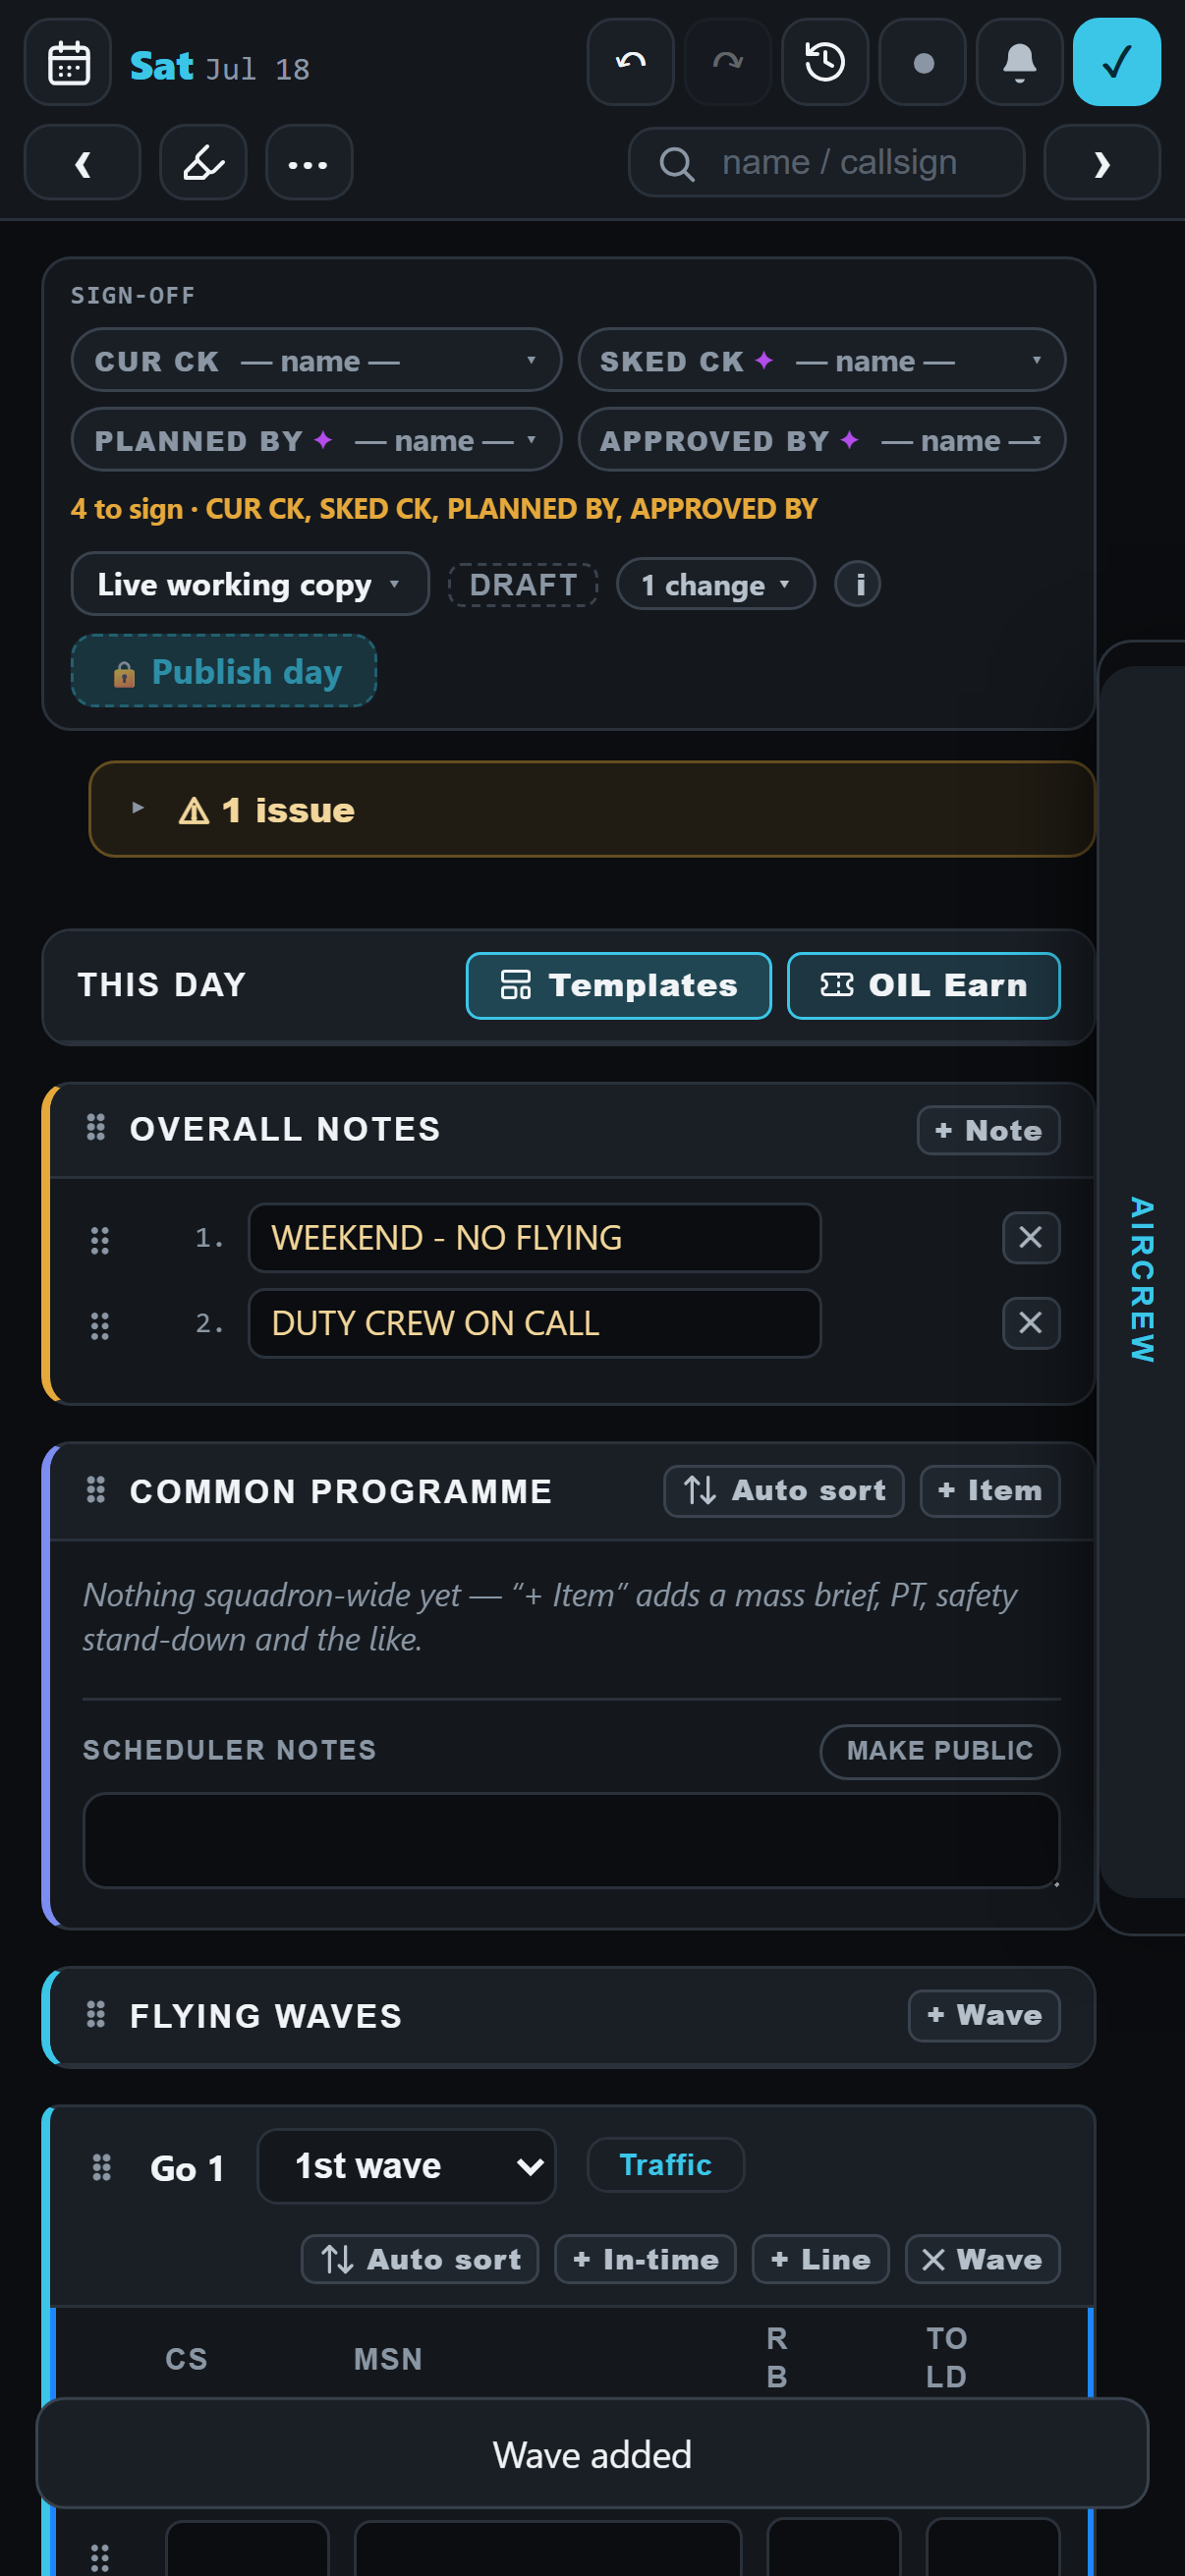 Sat Jul 18
name / callsign
SIGN-OFF
CUR CK — name —
SKED CK ✦ — name —
PLANNED BY ✦ — name —
APPROVED BY ✦ — name —
4 to sign · CUR CK, SKED CK, PLANNED BY, APPROVED BY
Live working copy
DRAFT
1 change
i
Publish day
⚠ 1 issue
THIS DAY
Templates
OIL Earn
OVERALL NOTES
+ Note
1. WEEKEND - NO FLYING
2. DUTY CREW ON CALL
AIRCREW
COMMON PROGRAMME
Auto sort
+ Item
Nothing squadron-wide yet — “+ Item” adds a mass brief, PT, safety
stand-down and the like.
SCHEDULER NOTES
MAKE PUBLIC
FLYING WAVES
+ Wave
Go 1
1st wave
Traffic
Auto sort
+ In-time
+ Line
× Wave
CS
MSN
R
B
TO
LD
Wave added